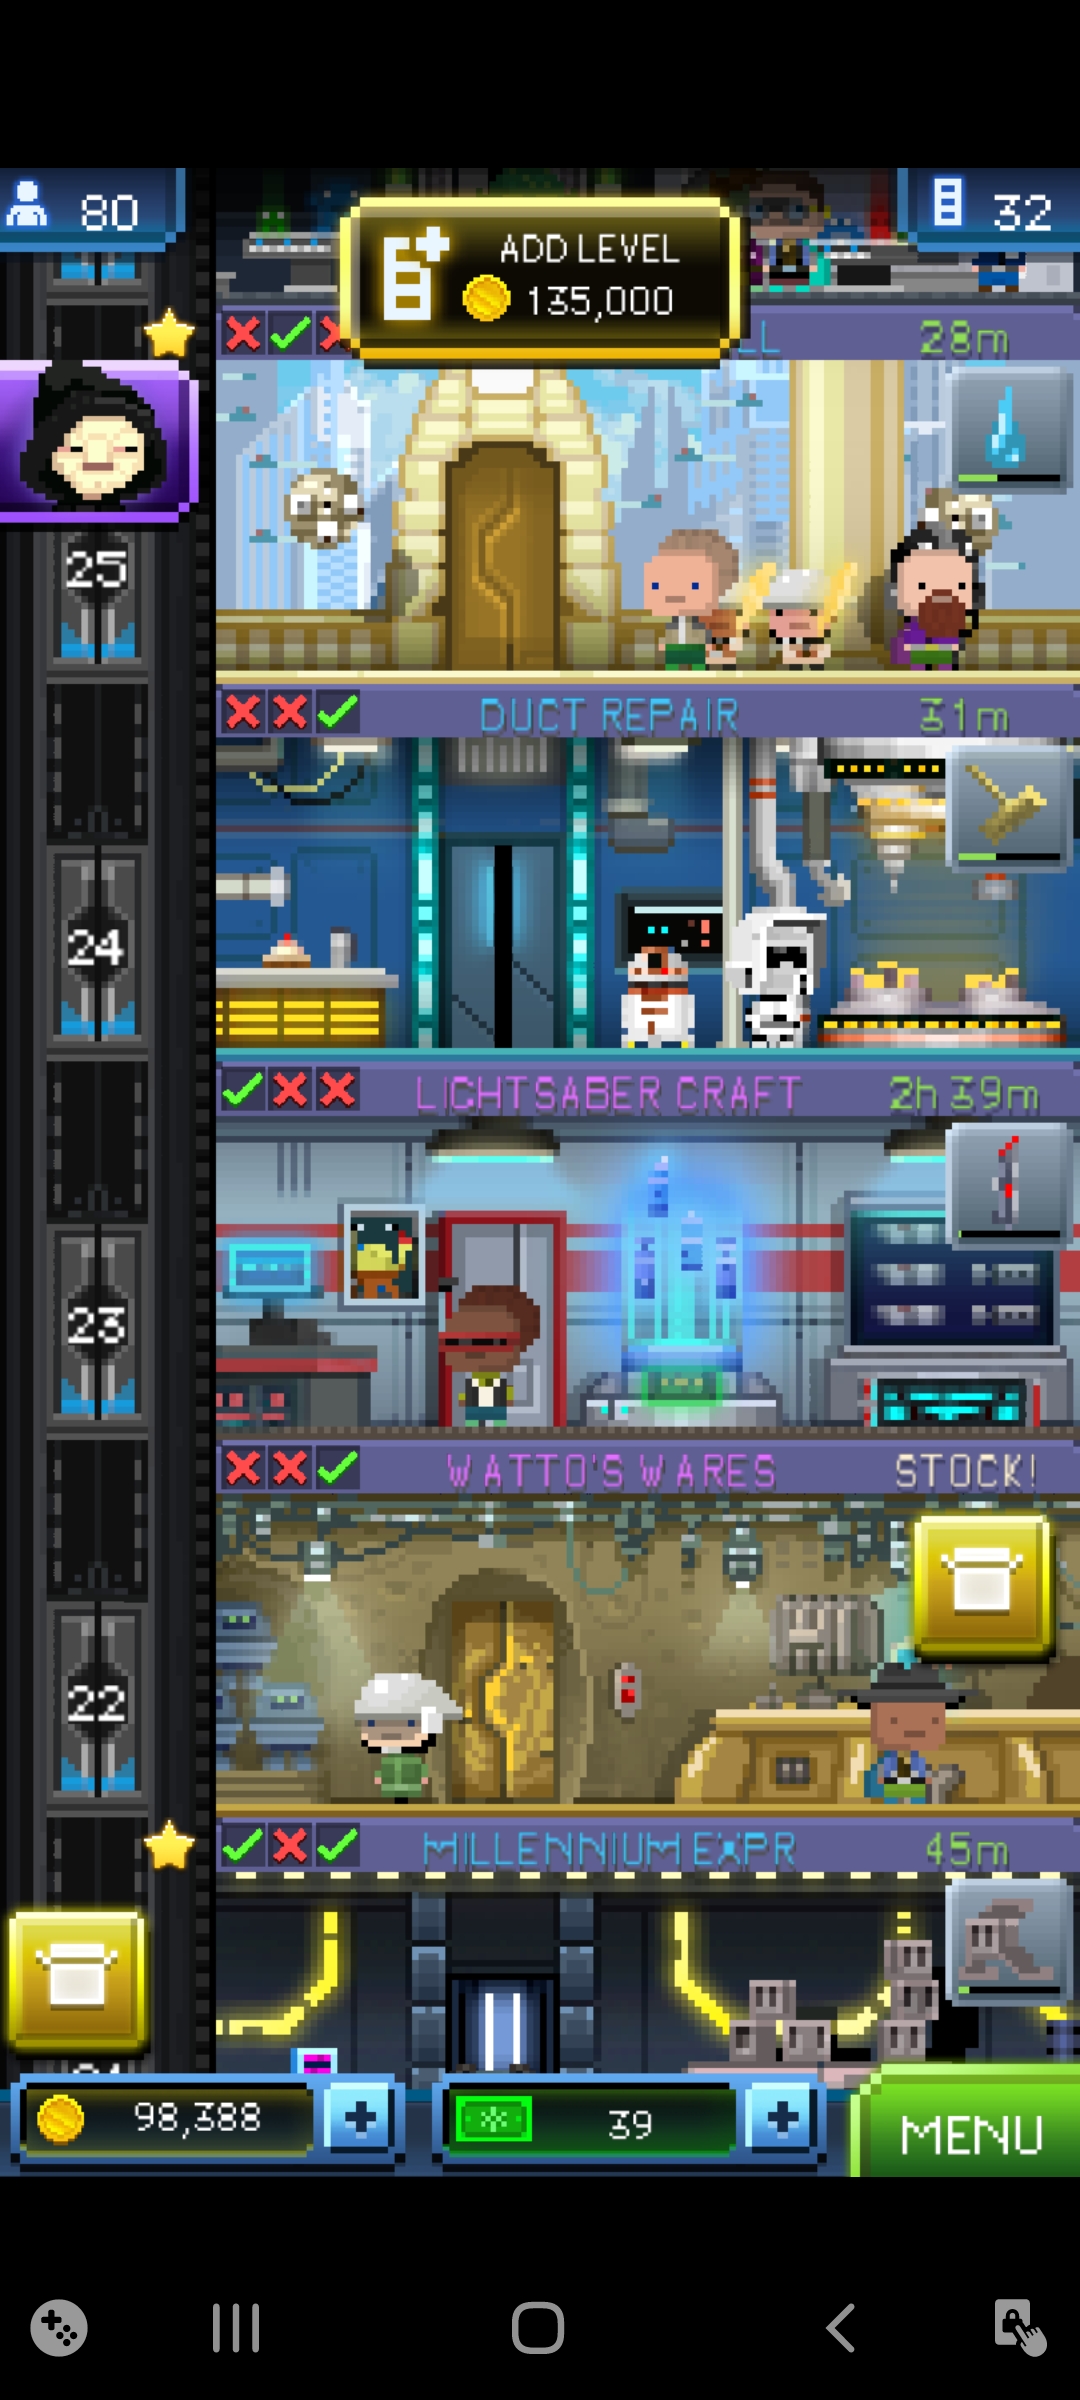 80
32
ADD LEVEL
135,000
LL
28m
25
DUCT REPAIR
31m
24
LIGHTSABER CRAFT
2h 39m
23
WATTO'S WARES
STOCK!
22
MILLENNIUM EXPR
45m
98,388
39
MENU